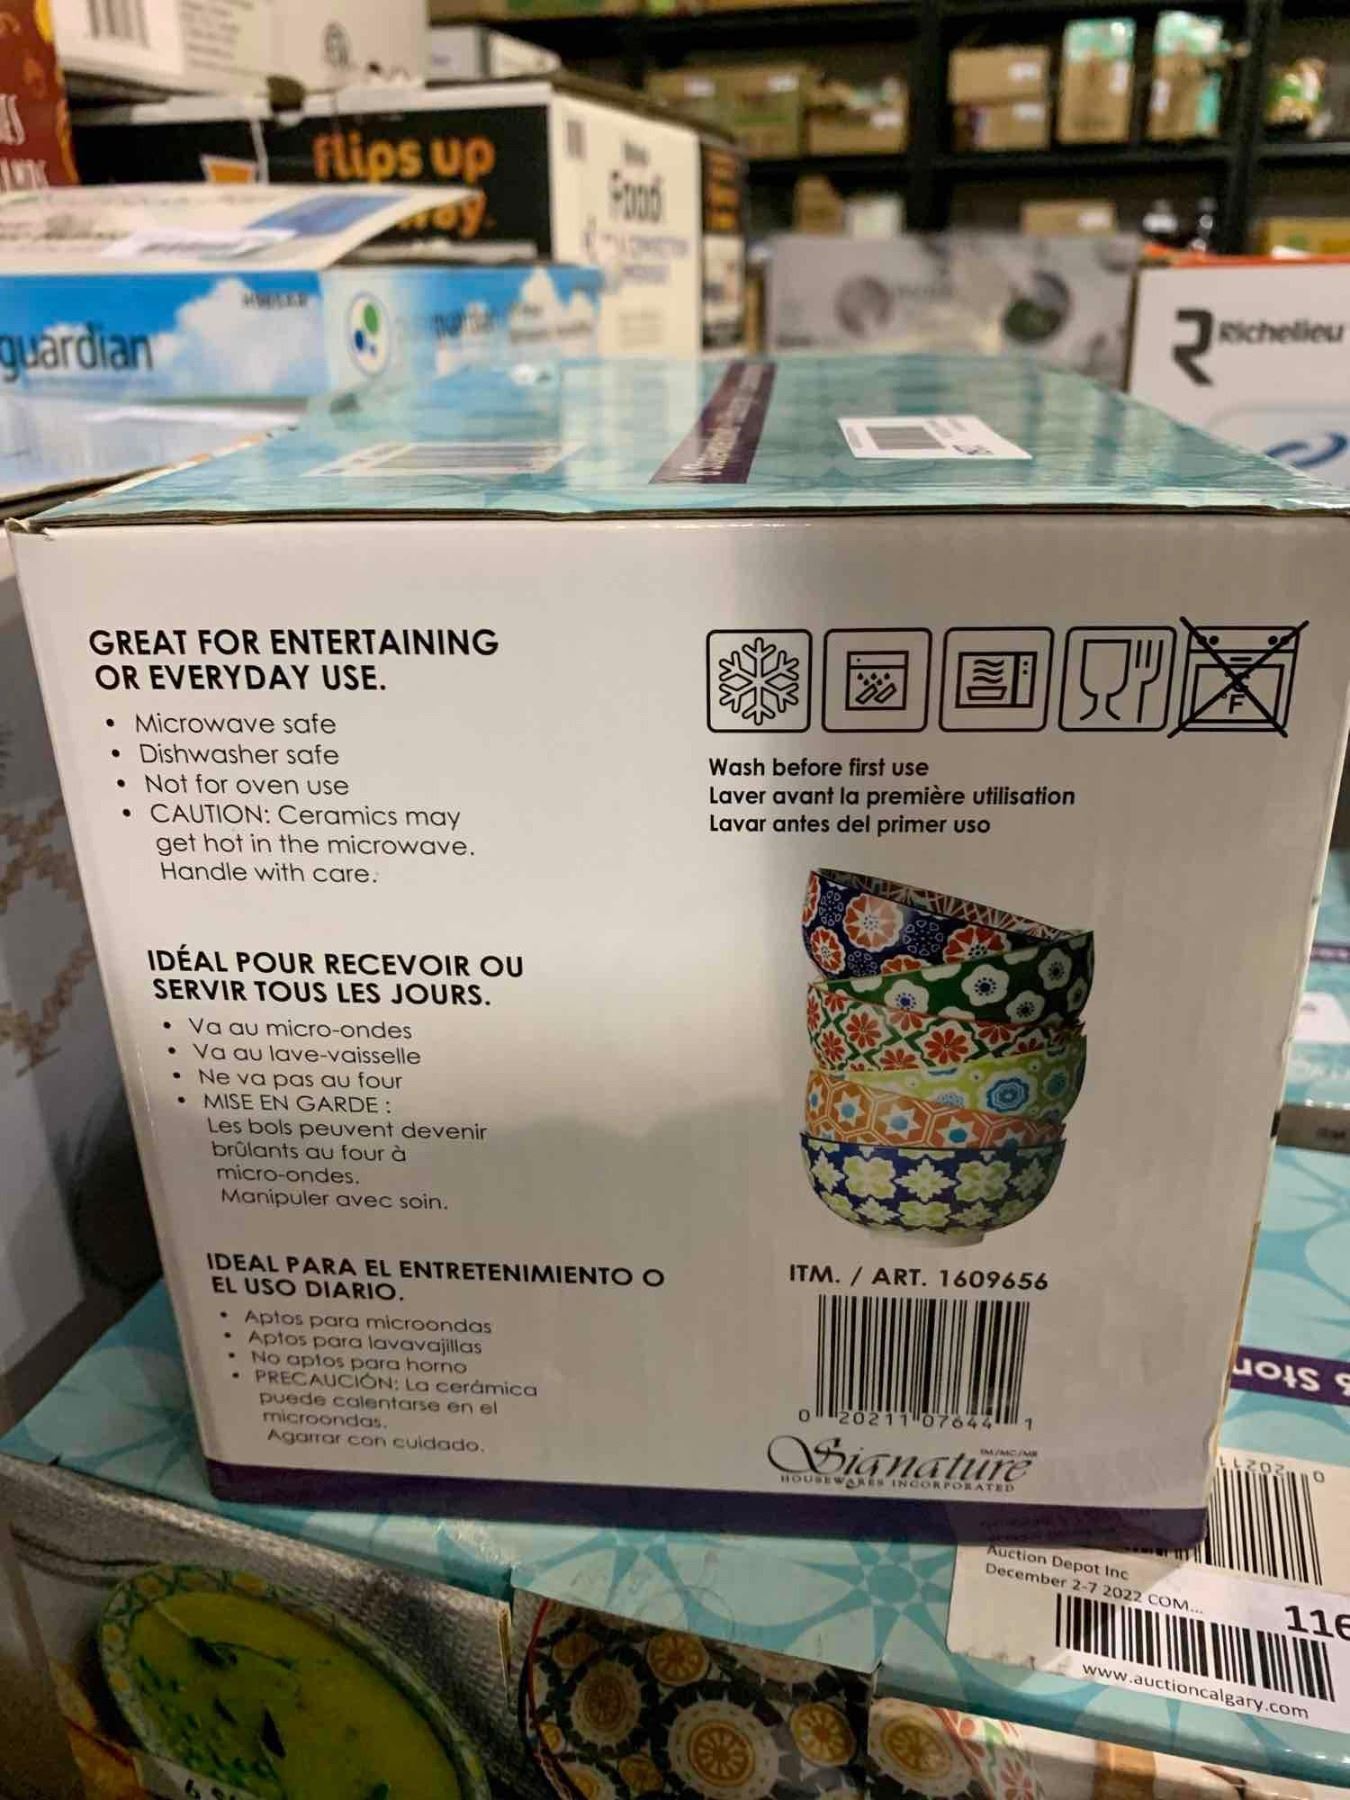 flips up
Food
guardian
Richelieu
GREAT FOR ENTERTAINING
OR EVERYDAY USE.
• Microwave safe
• Dishwasher safe
• Not for oven use
• CAUTION: Ceramics may
get hot in the microwave.
Handle with care.
F
Wash before first use
Laver avant la première utilisation
Lavar antes del primer uso
IDÉAL POUR RECEVOIR OU
SERVIR TOUS LES JOURS.
• Va au micro-ondes
• Va au lave-vaisselle
• Ne va pas au four
• MISE EN GARDE :
Les bols peuvent devenir
brûlants au four à
micro-ondes.
Manipuler avec soin.
IDEAL PARA EL ENTRETENIMIENTO O
EL USO DIARIO.
• Aptos para microondas
• Aptos para lavavajillas
• No aptos para horno
• PRECAUCIÓN: La cerámica
puede calentarse en el
microondas.
Agarrar con cuidado.
ITM. / ART. 1609656
0 20211 07644 1
Signature
TM/MC/MR
HOUSEWARES INCORPORATED
6 Ston
Auction Depot Inc
December 2-7 2022 COM...
116
www.auctioncalgary.com